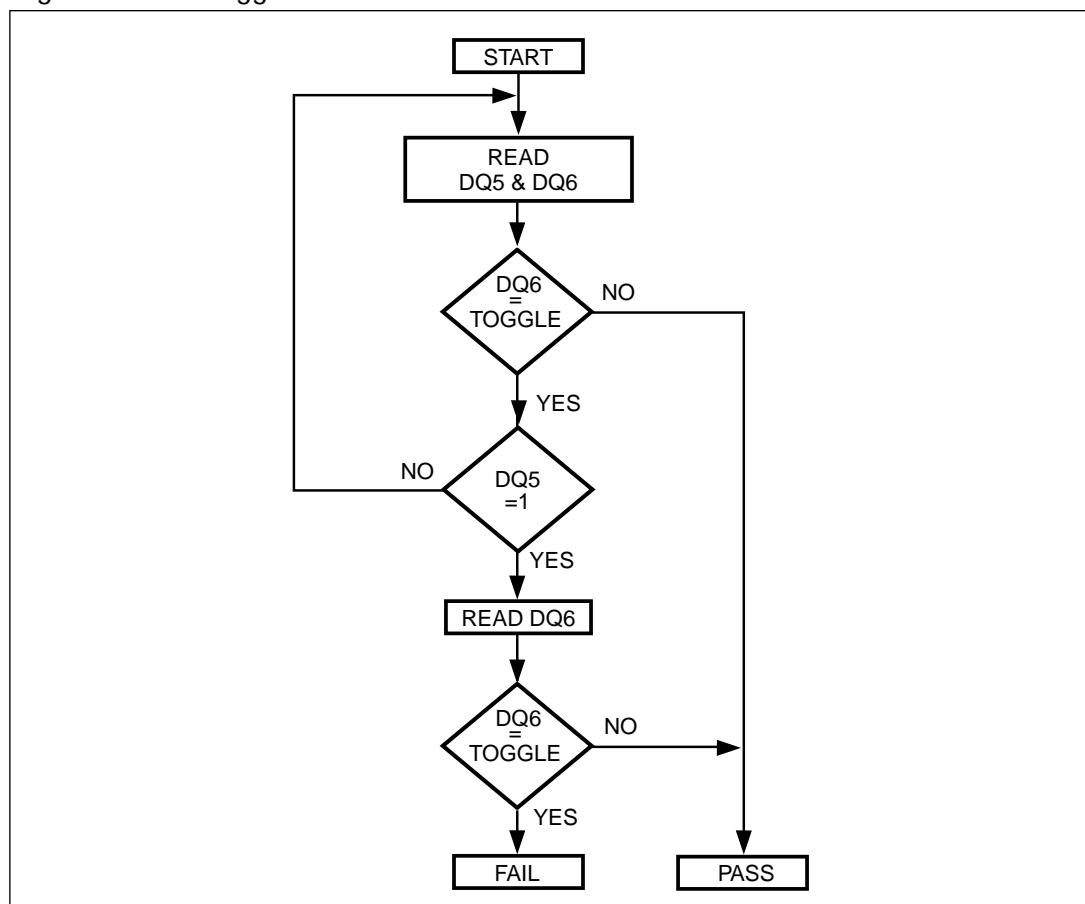 START
READ
DQ5 & DQ6
DQ6
=
TOGGLE
NO
YES
NO
DQ5
=1
YES
READ DQ6
DQ6
=
TOGGLE
NO
YES
FAIL
PASS